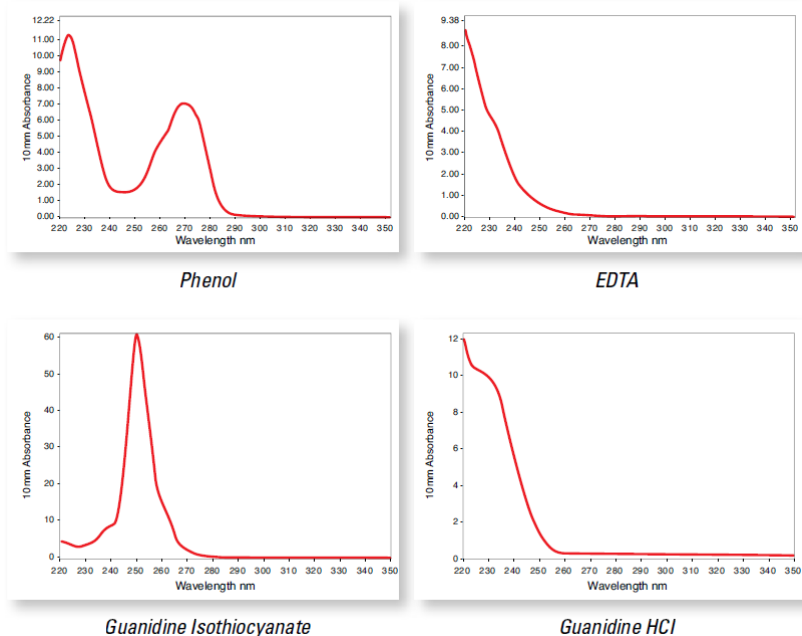 12.22
11.00
10.00
9.00
8.00
7.00
6.00
5.00
4.00
3.00
2.00
1.00
0.00
10mm Absorbance
220 230 240 250 260 270 280 290 300 310 320 330 340 350
Wavelength nm
Phenol
9.38
8.00
7.00
6.00
5.00
4.00
3.00
2.00
1.00
0.00
10mm Absorbance
220 230 240 250 260 270 280 290 300 310 320 330 340 350
Wavelength nm
EDTA
60
50
40
30
20
10
0
10mm Absorbance
220 230 240 250 260 270 280 290 300 310 320 330 340 350
Wavelength nm
Guanidine Isothiocyanate
12
10
8
6
4
2
0
10mm Absorbance
220 230 240 250 260 270 280 290 300 310 320 330 340 350
Wavelength nm
Guanidine HCI